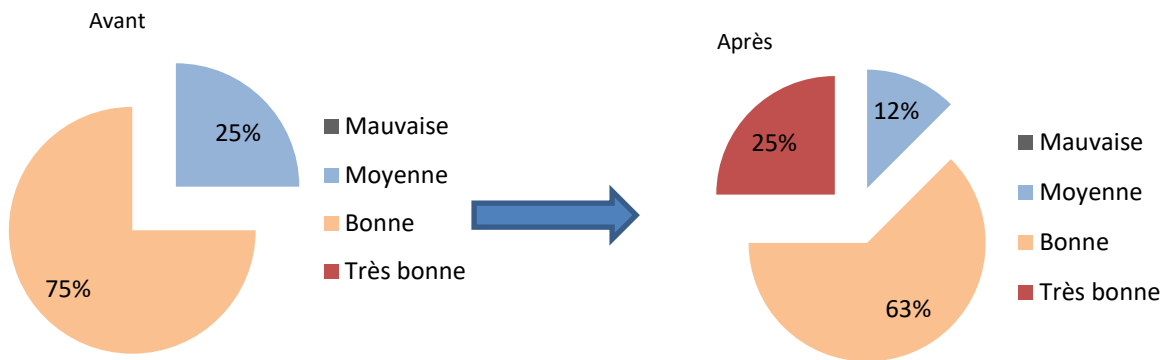 Avant
25%
75%
Mauvaise
Moyenne
Bonne
Très bonne
Après
12%
25%
63%
Mauvaise
Moyenne
Bonne
Très bonne